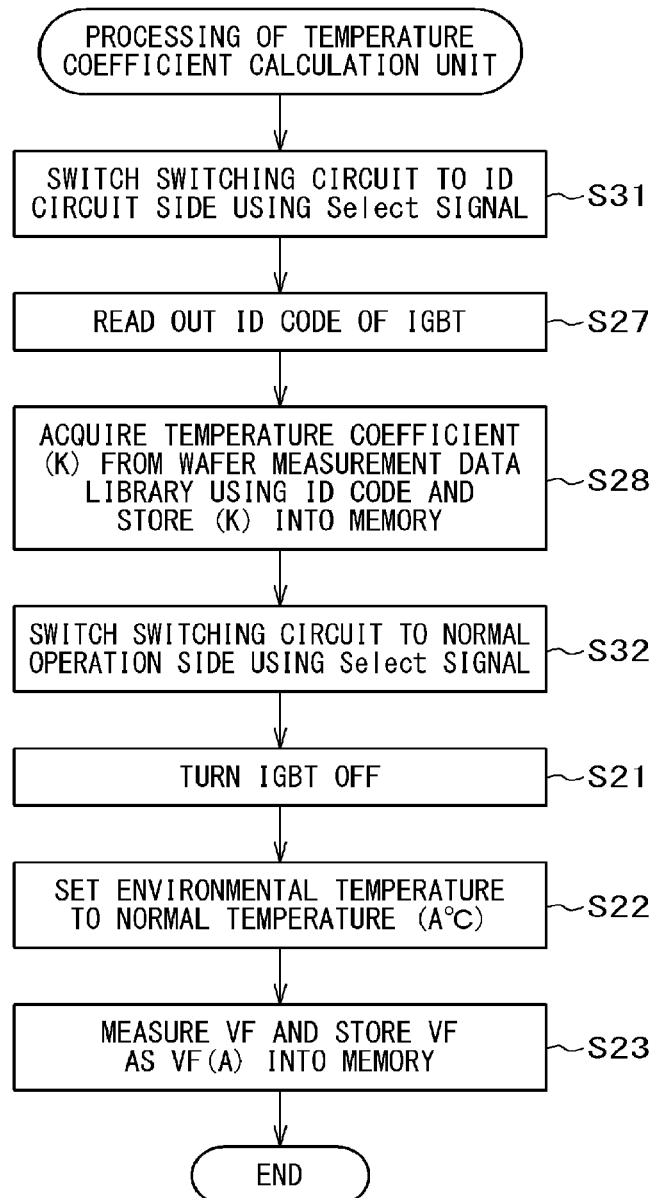 PROCESSING OF TEMPERATURE
COEFFICIENT CALCULATION UNIT
SWITCH SWITCHING CIRCUIT TO ID
CIRCUIT SIDE USING Select SIGNAL
S31
READ OUT ID CODE OF IGBT
S27
ACQUIRE TEMPERATURE COEFFICIENT
(K) FROM WAFER MEASUREMENT DATA
LIBRARY USING ID CODE AND
STORE (K) INTO MEMORY
S28
SWITCH SWITCHING CIRCUIT TO NORMAL
OPERATION SIDE USING Select SIGNAL
S32
TURN IGBT OFF
S21
SET ENVIRONMENTAL TEMPERATURE
TO NORMAL TEMPERATURE (A℃)
S22
MEASURE VF AND STORE VF
AS VF(A) INTO MEMORY
S23
END